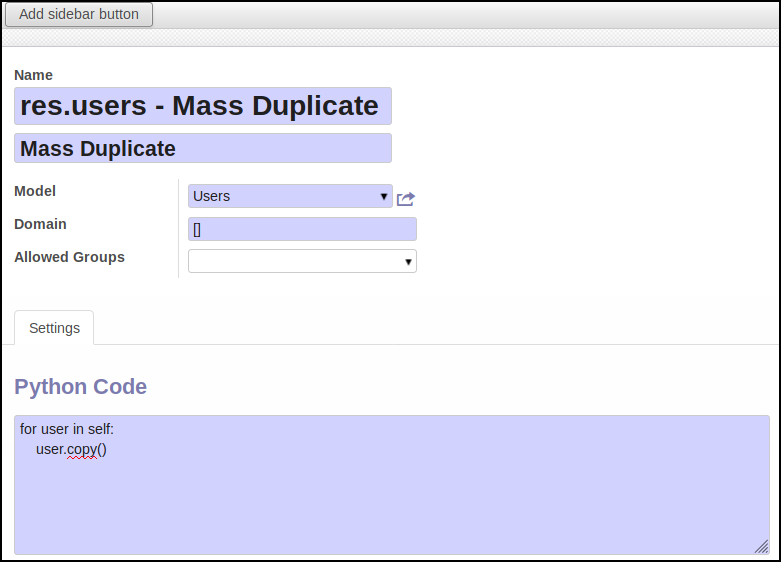 Add sidebar button
Name
res.users - Mass Duplicate
Mass Duplicate
Model
Users
Domain
[]
Allowed Groups
Settings
Python Code
for user in self:
    user.copy()